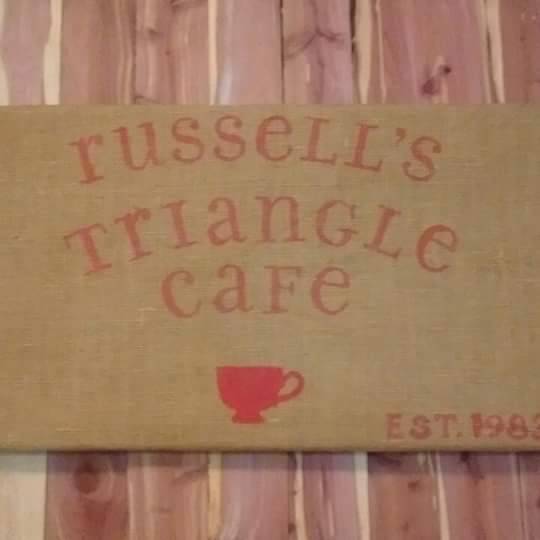 russeLL's
TrIanGLe
caFe
EST. 1983